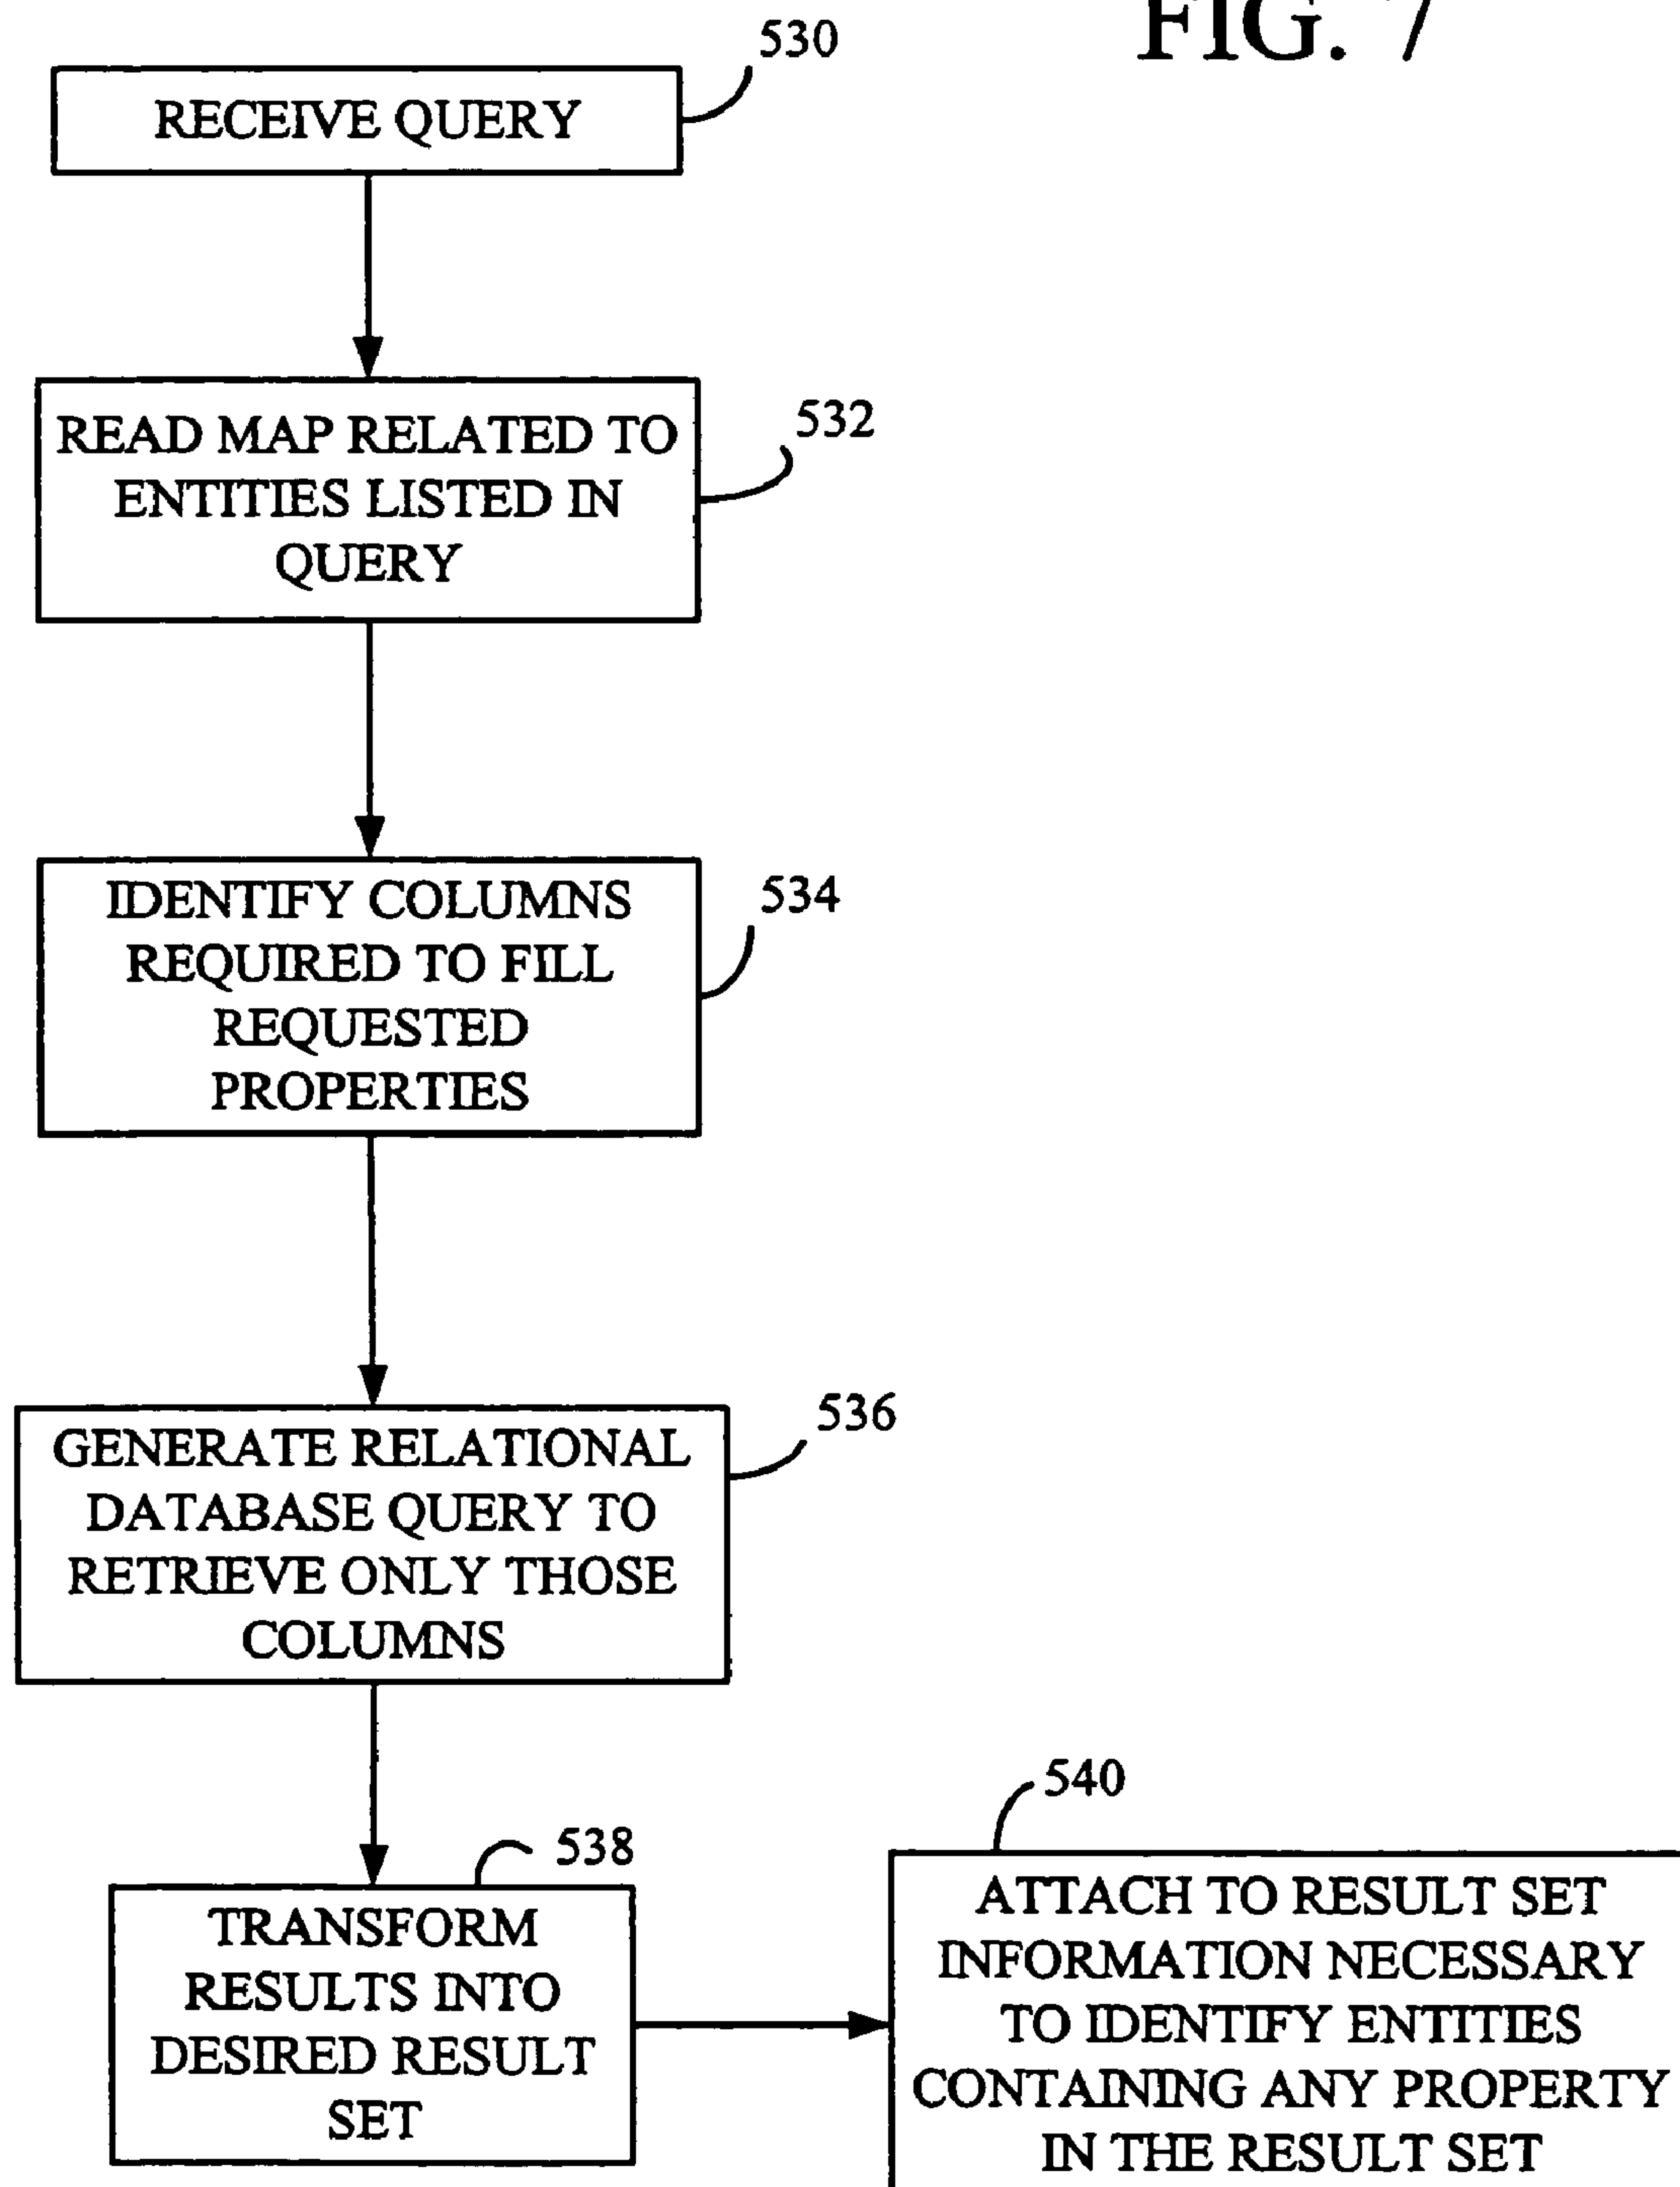 FIG. 7
530
RECEIVE QUERY
532
READ MAP RELATED TO
ENTITIES LISTED IN
QUERY
534
IDENTIFY COLUMNS
REQUIRED TO FILL
REQUESTED
PROPERTIES
536
GENERATE RELATIONAL
DATABASE QUERY TO
RETRIEVE ONLY THOSE
COLUMNS
538
TRANSFORM
RESULTS INTO
DESIRED RESULT
SET
540
ATTACH TO RESULT SET
INFORMATION NECESSARY
TO IDENTIFY ENTITIES
CONTAINING ANY PROPERTY
IN THE RESULT SET